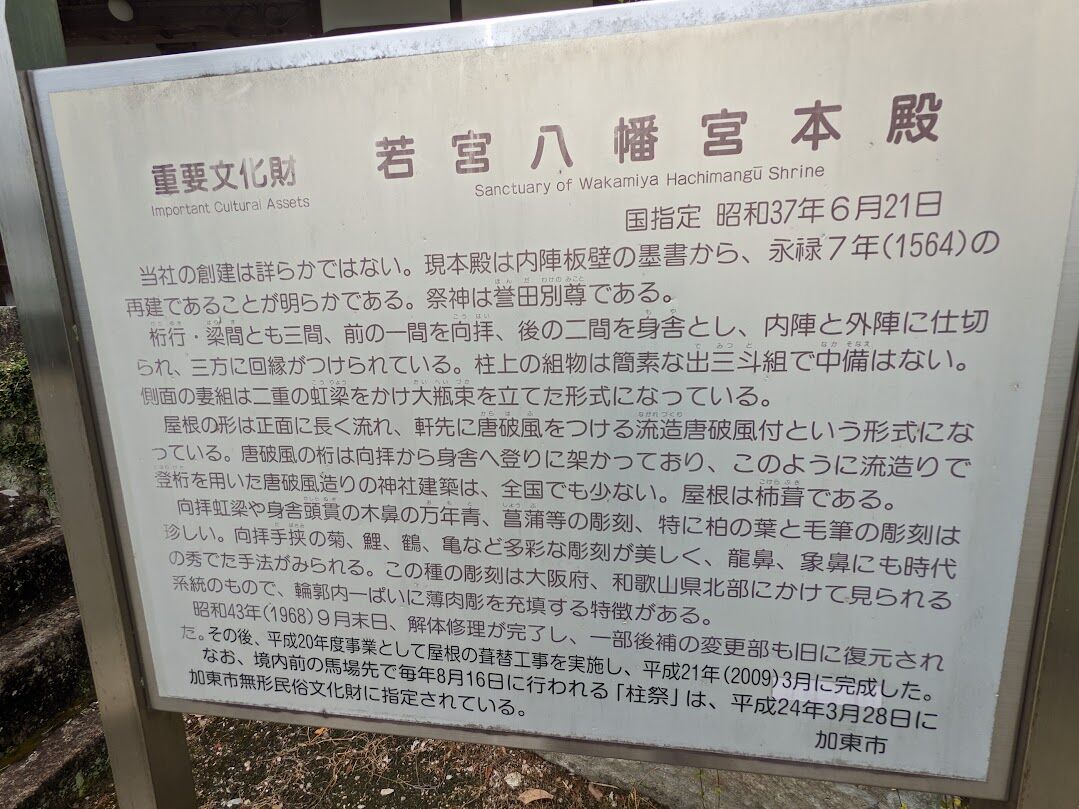 若宮八幡宮本殿
重要文化財
Sanctuary of Wakamiya Hachimangū Shrine
Important Cultural Assets
国指定 昭和37年6月21日
当社の創建は詳らかではない。現本殿は内陣板壁の墨書から、永禄7年(1564)の
再建であることが明らかである。祭神は誉田別尊である。
桁行・梁間とも三間、前の一間を向拝、後の二間を身舎とし、内陣と外陣に仕切
られ、三方に回縁がつけられている。柱上の組物は簡素な出三斗組で中備はない。
側面の妻組は二重の虹梁をかけ大瓶束を立てた形式になっている。
屋根の形は正面に長く流れ、軒先に唐破風をつける流造唐破風付という形式にな
っている。唐破風の桁は向拝から身舎へ登りに架かっており、このように流造りで
登桁を用いた唐破風造りの神社建築は、全国でも少ない。屋根は杮葺である。
向拝虹梁や身舎頭貫の木鼻の万年青、菖蒲等の彫刻、特に柏の葉と毛筆の彫刻は
珍しい。向拝手挟の菊、鯉、鶴、亀など多彩な彫刻が美しく、龍鼻、象鼻にも時代
の秀でた手法がみられる。この種の彫刻は大阪府、和歌山県北部にかけて見られる
系統のもので、輪郭内一ぱいに薄肉彫を充填する特徴がある。
昭和43年(1968)9月末日、解体修理が完了し、一部後補の変更部も旧に復元され
た。その後、平成20年度事業として屋根の葺替工事を実施し、平成21年(2009)3月に完成した。
なお、境内前の馬場先で毎年8月16日に行われる「柱祭」は、平成24年3月28日に
加東市無形民俗文化財に指定されている。
加東市